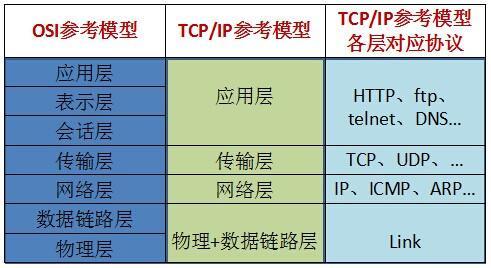 OSI参考模型 TCP/IP参考模型 TCP/IP参考模型
各层对应协议
应用层
表示层
会话层
应用层
HTTP、ftp、
telnet、DNS…
传输层 传输层 TCP、UDP、…
网络层 网络层 IP、ICMP、ARP…
数据链路层
物理层
物理+数据链路层
Link